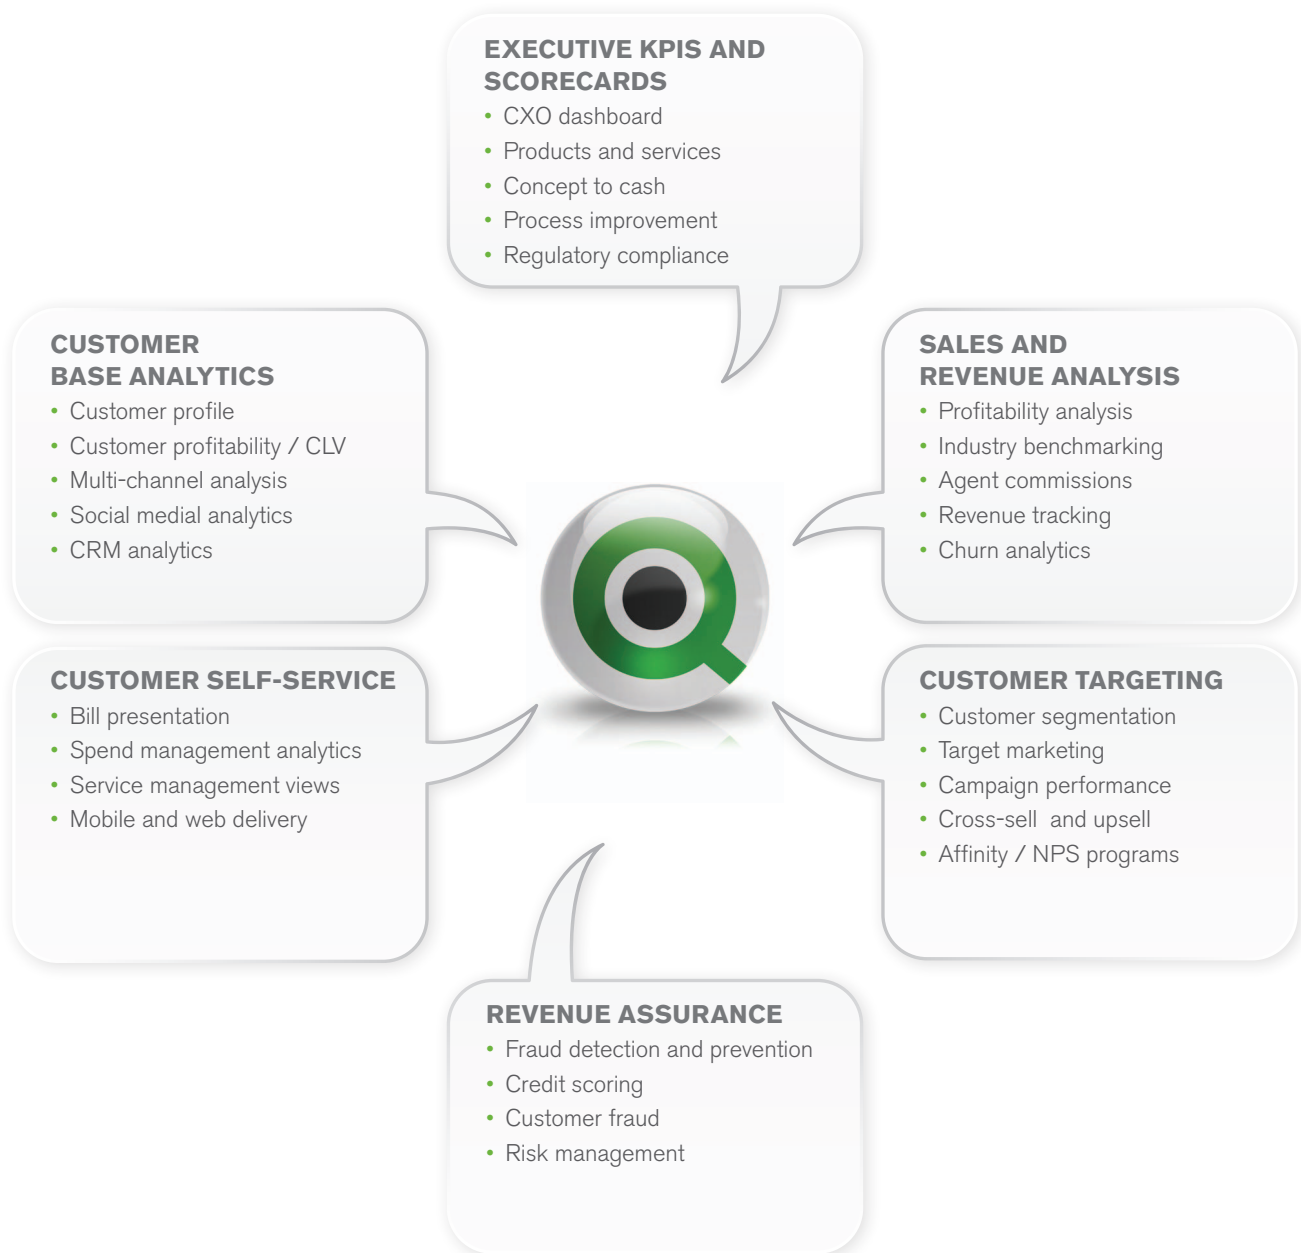 EXECUTIVE KPIS AND
SCORECARDS
• CXO dashboard
• Products and services
• Concept to cash
• Process improvement
• Regulatory compliance
CUSTOMER
BASE ANALYTICS
• Customer profile
• Customer profitability / CLV
• Multi-channel analysis
• Social medial analytics
• CRM analytics
SALES AND
REVENUE ANALYSIS
• Profitability analysis
• Industry benchmarking
• Agent commissions
• Revenue tracking
• Churn analytics
CUSTOMER SELF-SERVICE
• Bill presentation
• Spend management analytics
• Service management views
• Mobile and web delivery
CUSTOMER TARGETING
• Customer segmentation
• Target marketing
• Campaign performance
• Cross-sell  and upsell
• Affinity / NPS programs
REVENUE ASSURANCE
• Fraud detection and prevention
• Credit scoring
• Customer fraud
• Risk management